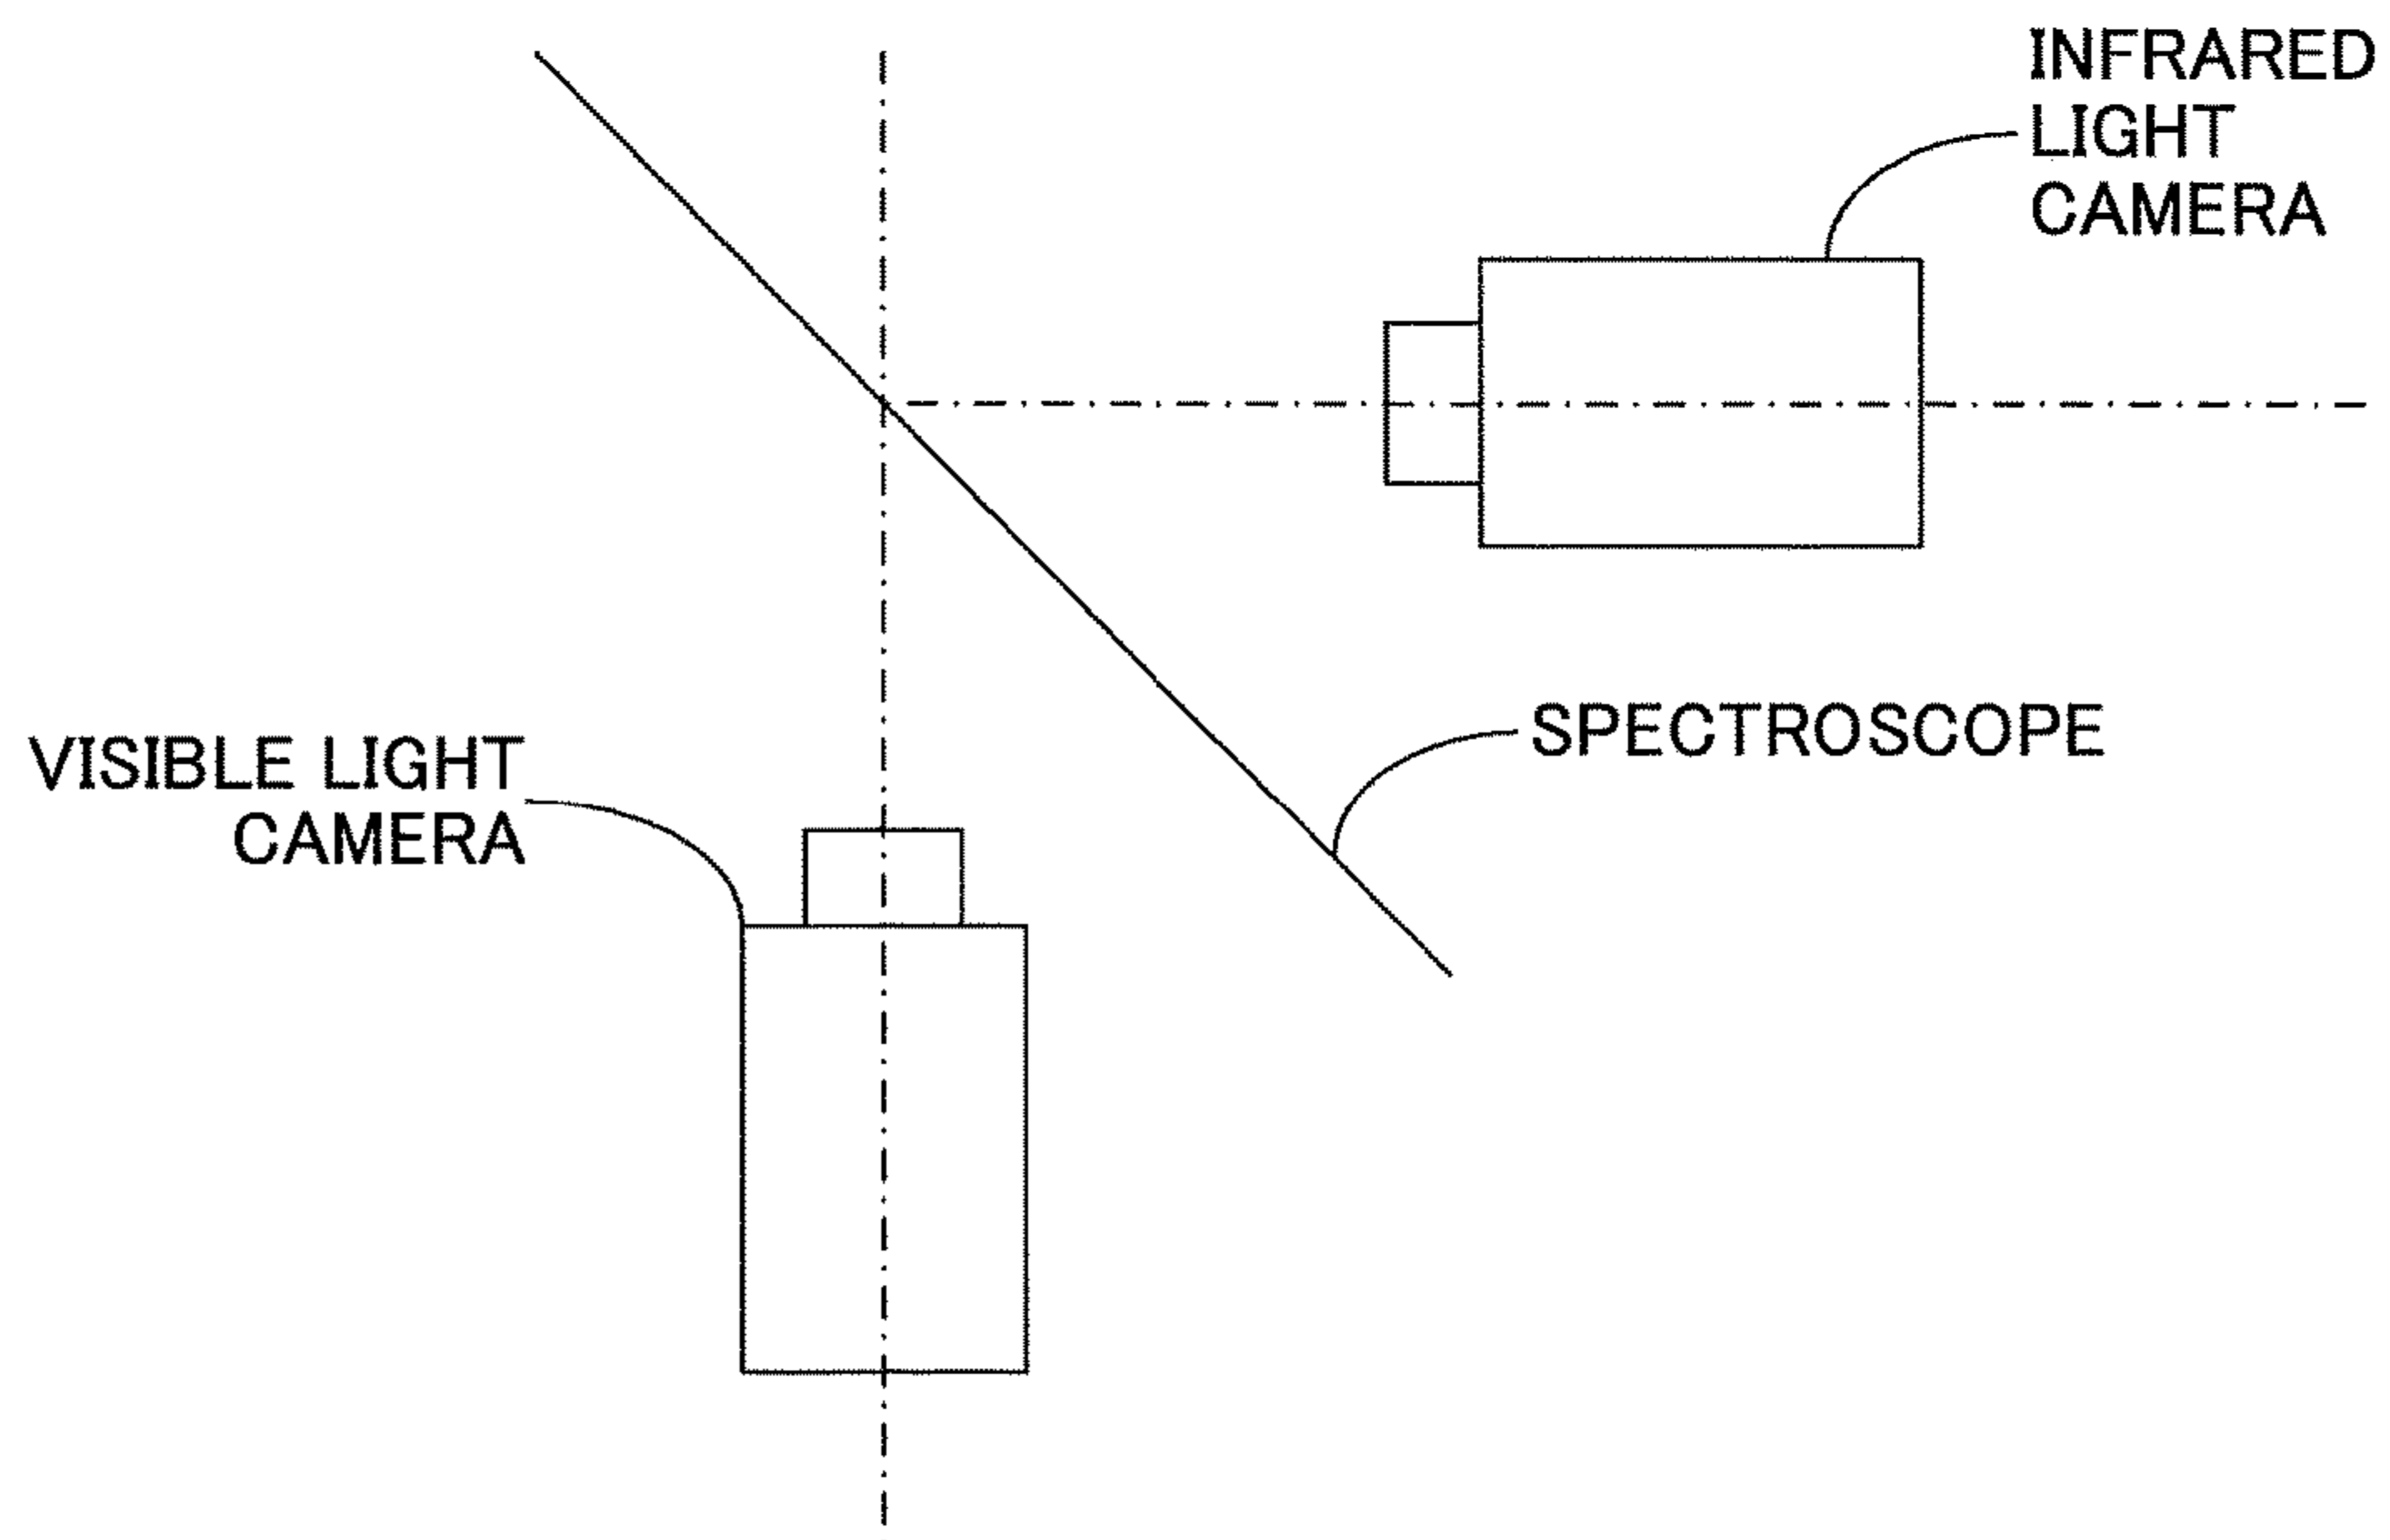 INFRARED
LIGHT
CAMERA
SPECTROSCOPE
VISIBLE LIGHT
CAMERA